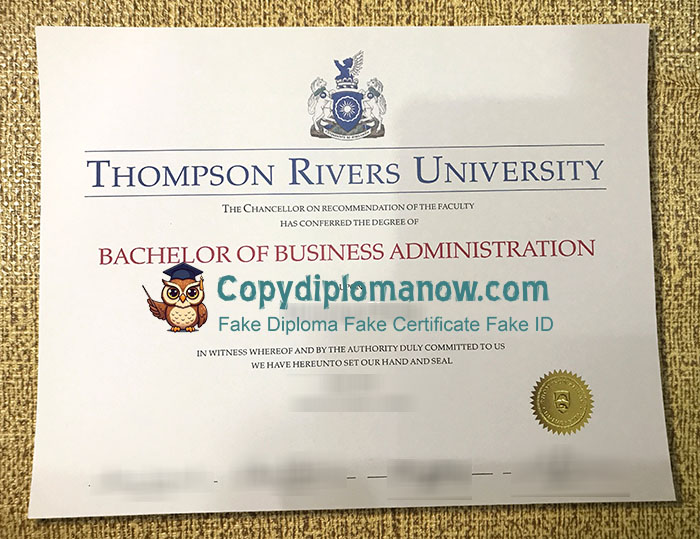 THOMPSON RIVERS UNIVERSITY
THE CHANCELLOR ON RECOMMENDATION OF THE FACULTY
HAS CONFERRED THE DEGREE OF
BACHELOR OF BUSINESS ADMINISTRATION
Copydiplomanow.com
Fake Diploma Fake Certificate Fake ID
IN WITNESS WHEREOF AND BY THE AUTHORITY DULY COMMITTED TO US
WE HAVE HEREUNTO SET OUR HAND AND SEAL